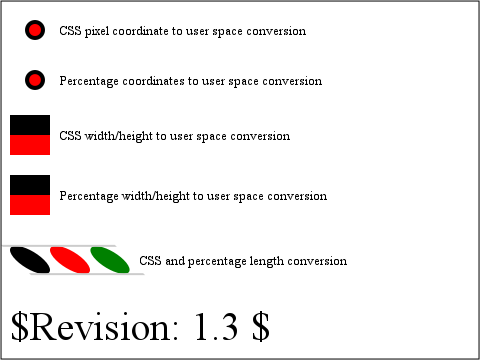 CSS pixel coordinate to user space conversion
Percentage coordinates to user space conversion
CSS width/height to user space conversion
Percentage width/height to user space conversion
CSS and percentage length conversion
$Revision: 1.3 $